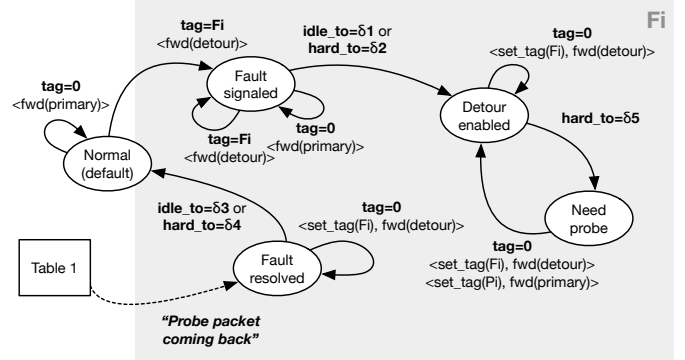 Fi
tag=Fi
<fwd(detour)>
idle_to=δ1 or
hard_to=δ2
tag=0
<set_tag(Fi), fwd(detour)>
tag=0
<fwd(primary)>
Fault
signaled
Detour
enabled
hard_to=δ5
tag=Fi
<fwd(detour)>
tag=0
<fwd(primary)>
Normal
(default)
idle_to=δ3 or
hard_to=δ4
tag=0
<set_tag(Fi), fwd(detour)>
Need
probe
tag=0
<set_tag(Fi), fwd(detour)>
<set_tag(Pi), fwd(primary)>
Table 1
Fault
resolved
"Probe packet
coming back"